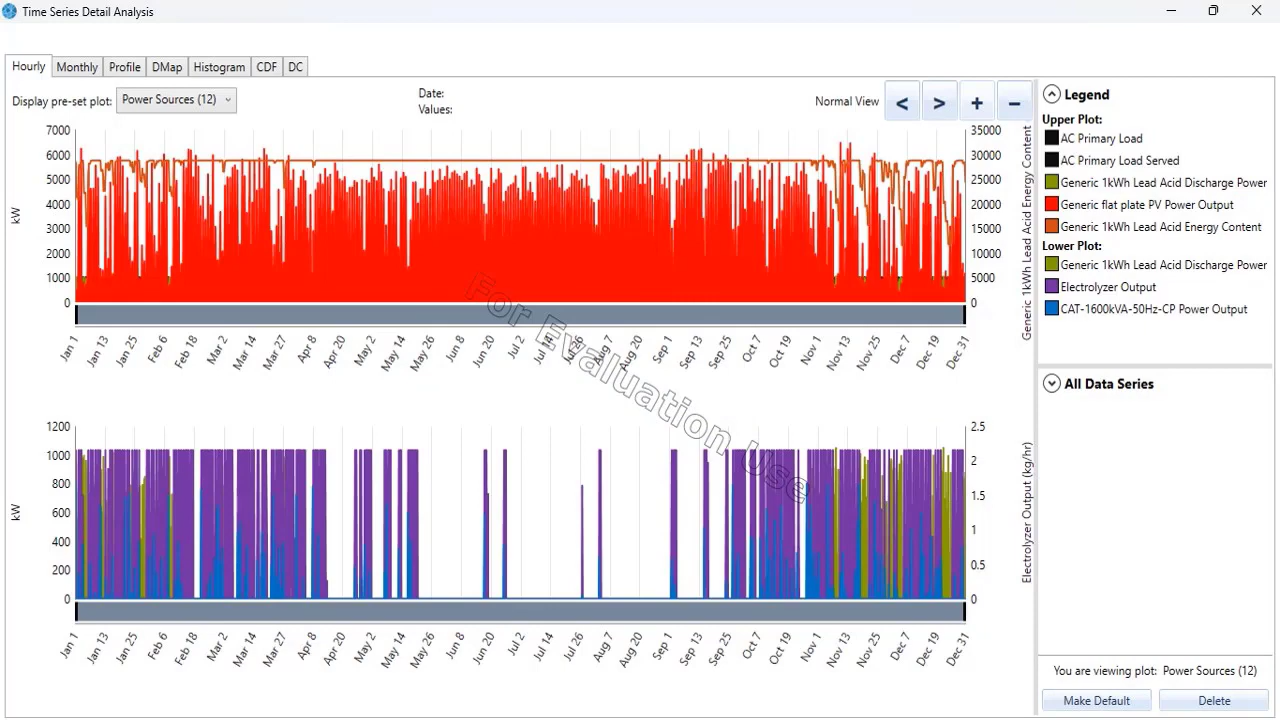 Time Series Detail Analysis
Hourly Monthly Profile DMap Histogram CDF DC
Display pre-set plot: Power Sources (12)
Date:
Values:
Normal View < > + −
7000
6000
5000
4000
3000
2000
1000
0
kW
35000
30000
25000
20000
15000
10000
5000
0
Generic 1kWh Lead Acid Energy Content
Jan 1 Jan 13 Jan 25 Feb 6 Feb 18 Mar 2 Mar 14 Mar 27 Apr 8 Apr 20 May 2 May 14 May 26 Jun 8 Jun 20 Jul 2 Jul 14 Jul 26 Aug 7 Aug 20 Sep 1 Sep 13 Sep 25 Oct 7 Oct 19 Nov 1 Nov 13 Nov 25 Dec 7 Dec 19 Dec 31
For Evaluation Use
1200
1000
800
600
400
200
0
kW
2.5
2
1.5
1
0.5
0
Electrolyzer Output (kg/hr)
Jan 1 Jan 13 Jan 25 Feb 6 Feb 18 Mar 2 Mar 14 Mar 27 Apr 8 Apr 20 May 2 May 14 May 26 Jun 8 Jun 20 Jul 2 Jul 14 Jul 26 Aug 7 Aug 20 Sep 1 Sep 13 Sep 25 Oct 7 Oct 19 Nov 1 Nov 13 Nov 25 Dec 7 Dec 19 Dec 31
Legend
Upper Plot:
AC Primary Load
AC Primary Load Served
Generic 1kWh Lead Acid Discharge Power
Generic flat plate PV Power Output
Generic 1kWh Lead Acid Energy Content
Lower Plot:
Generic 1kWh Lead Acid Discharge Power
Electrolyzer Output
CAT-1600kVA-50Hz-CP Power Output
All Data Series
You are viewing plot: Power Sources (12)
Make Default Delete